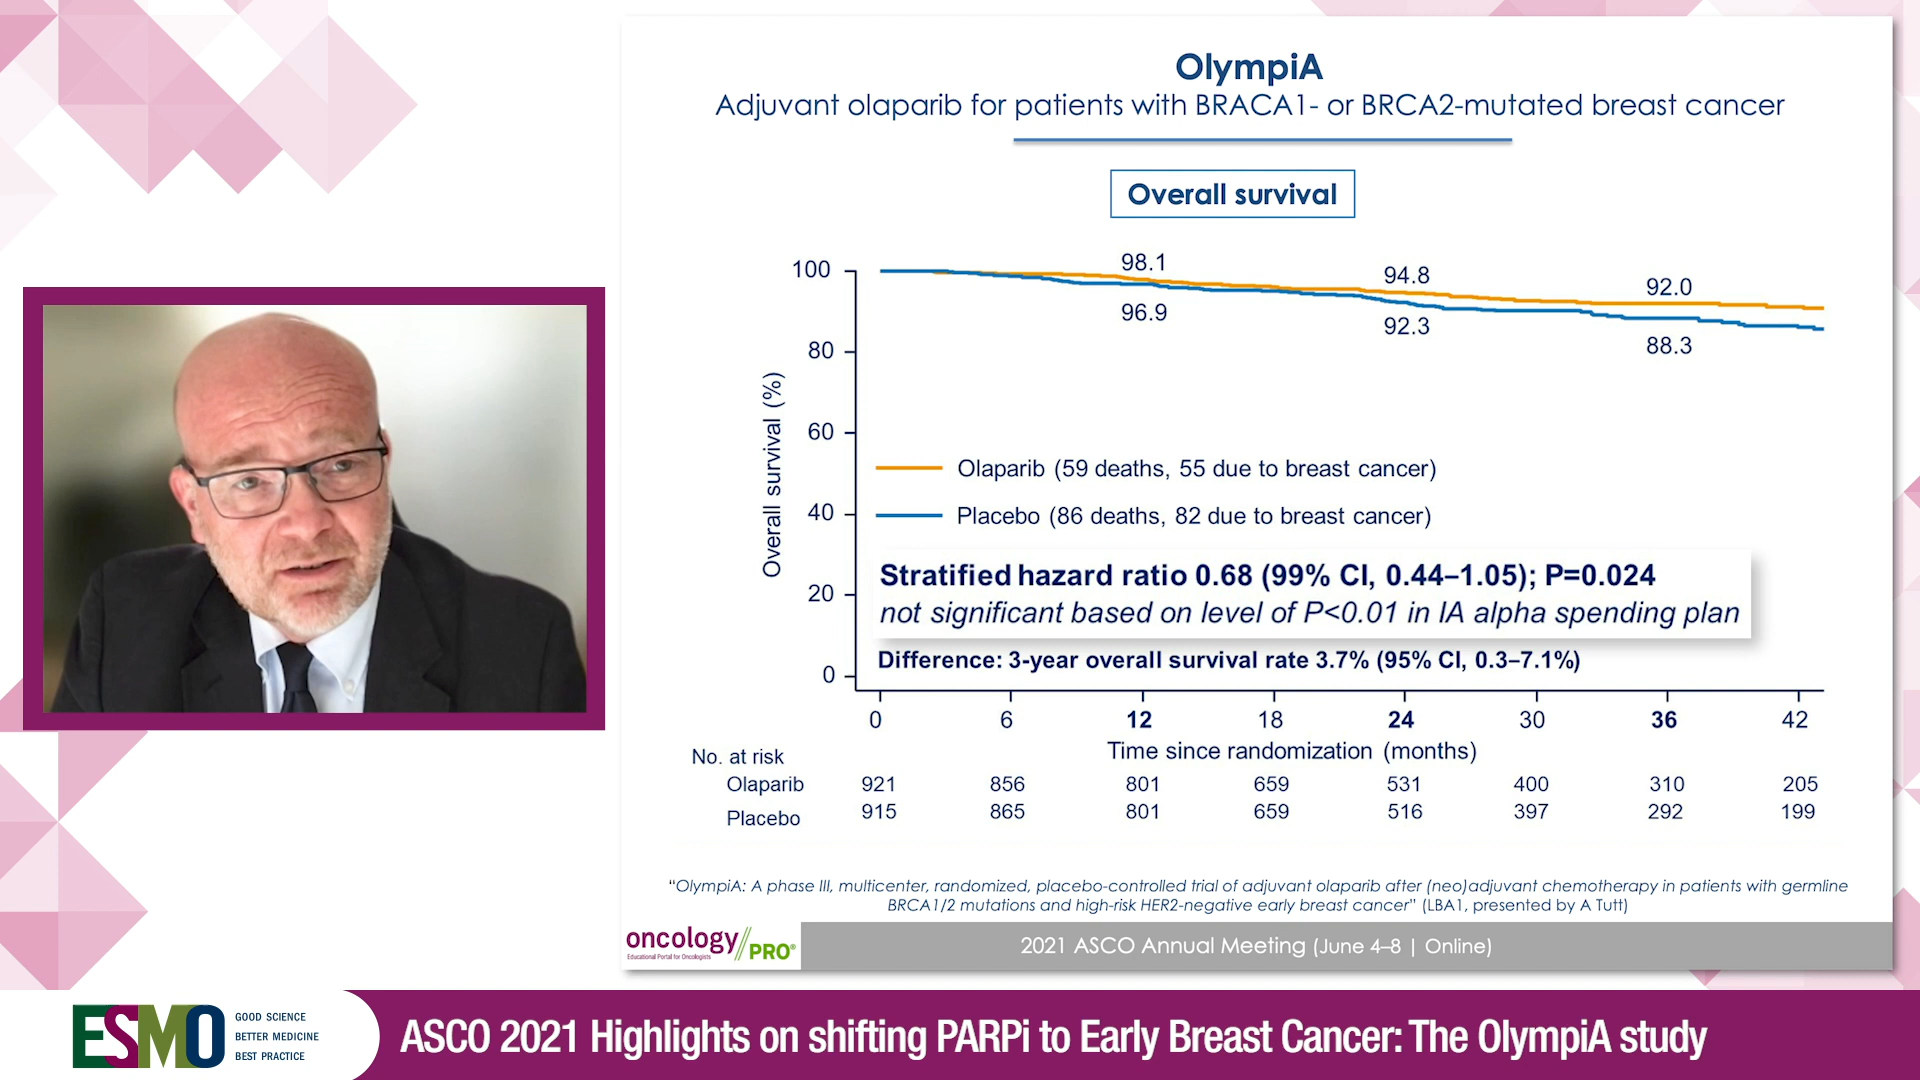 OlympiA
Adjuvant olaparib for patients with BRACA1- or BRCA2-mutated breast cancer
Overall survival
98.1
94.8
92.0
96.9
92.3
88.3
100
80
60
40
20
0
Overall survival (%)
Olaparib (59 deaths, 55 due to breast cancer)
Placebo (86 deaths, 82 due to breast cancer)
Stratified hazard ratio 0.68 (99% CI, 0.44–1.05); P=0.024
not significant based on level of P<0.01 in IA alpha spending plan
Difference: 3-year overall survival rate 3.7% (95% CI, 0.3–7.1%)
0 6 12 18 24 30 36 42
Time since randomization (months)
No. at risk
Olaparib 921 856 801 659 531 400 310 205
Placebo 915 865 801 659 516 397 292 199
"OlympiA: A phase III, multicenter, randomized, placebo-controlled trial of adjuvant olaparib after (neo)adjuvant chemotherapy in patients with germline
BRCA1/2 mutations and high-risk HER2-negative early breast cancer" (LBA1, presented by A Tutt)
oncology//PRO®
Educational Portal for Oncologists
2021 ASCO Annual Meeting (June 4–8 | Online)
ESMO
GOOD SCIENCE
BETTER MEDICINE
BEST PRACTICE
ASCO 2021 Highlights on shifting PARPi to Early Breast Cancer: The OlympiA study